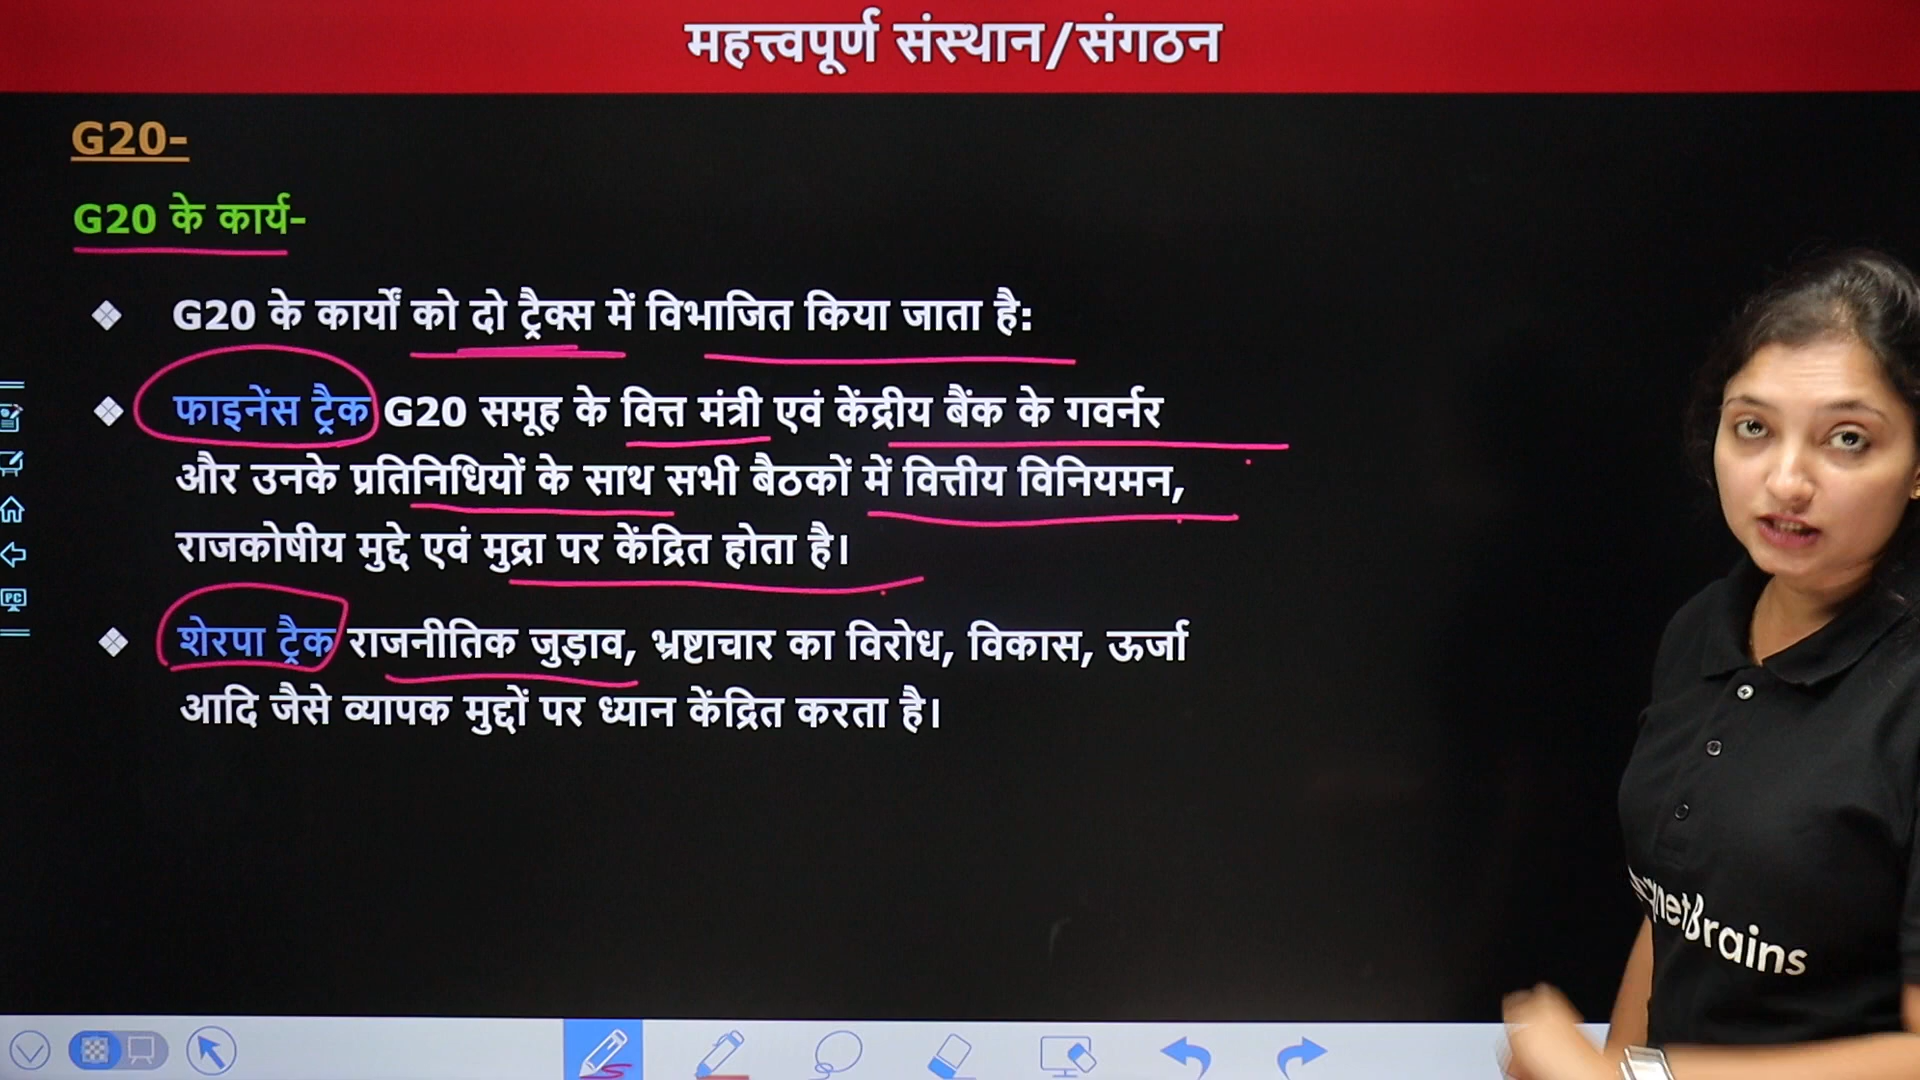 महत्त्वपूर्ण संस्थान/संगठन
G20-
G20 के कार्य-
❖ G20 के कार्यों को दो ट्रैक्स में विभाजित किया जाता है:
❖ फाइनेंस ट्रैक G20 समूह के वित्त मंत्री एवं केंद्रीय बैंक के गवर्नर
और उनके प्रतिनिधियों के साथ सभी बैठकों में वित्तीय विनियमन,
राजकोषीय मुद्दे एवं मुद्रा पर केंद्रित होता है।
❖ शेरपा ट्रैक राजनीतिक जुड़ाव, भ्रष्टाचार का विरोध, विकास, ऊर्जा
आदि जैसे व्यापक मुद्दों पर ध्यान केंद्रित करता है।
PC